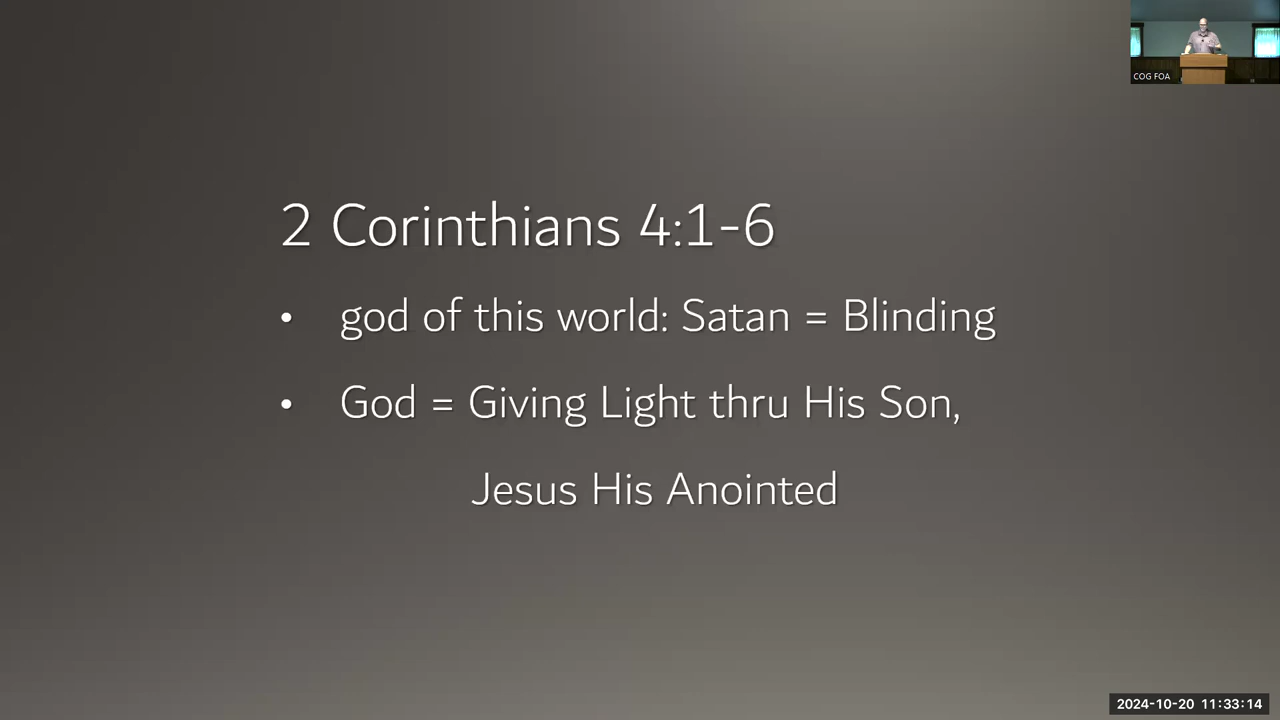 COG FOA
2 Corinthians 4:1-6
• god of this world: Satan = Blinding
• God = Giving Light thru His Son,
Jesus His Anointed
2024-10-20 11:33:14